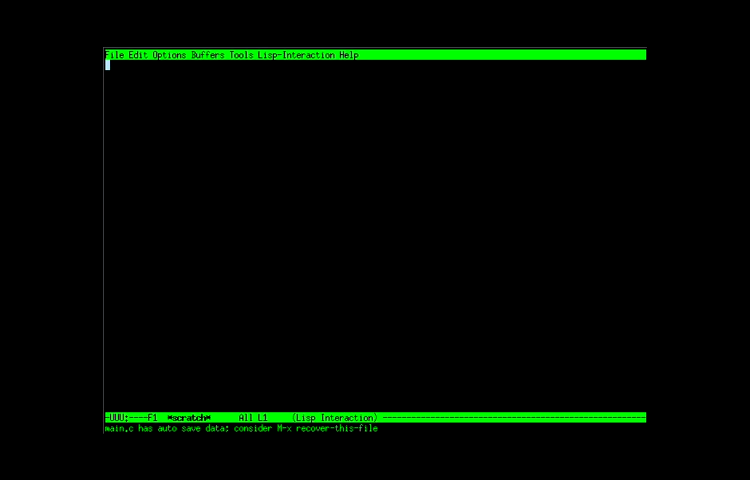 File Edit Options Buffers Tools Lisp-Interaction Help
-UUU:----F1  *scratch*      All L1     (Lisp Interaction) ------------------------------------------------------
main.c has auto save data; consider M-x recover-this-file